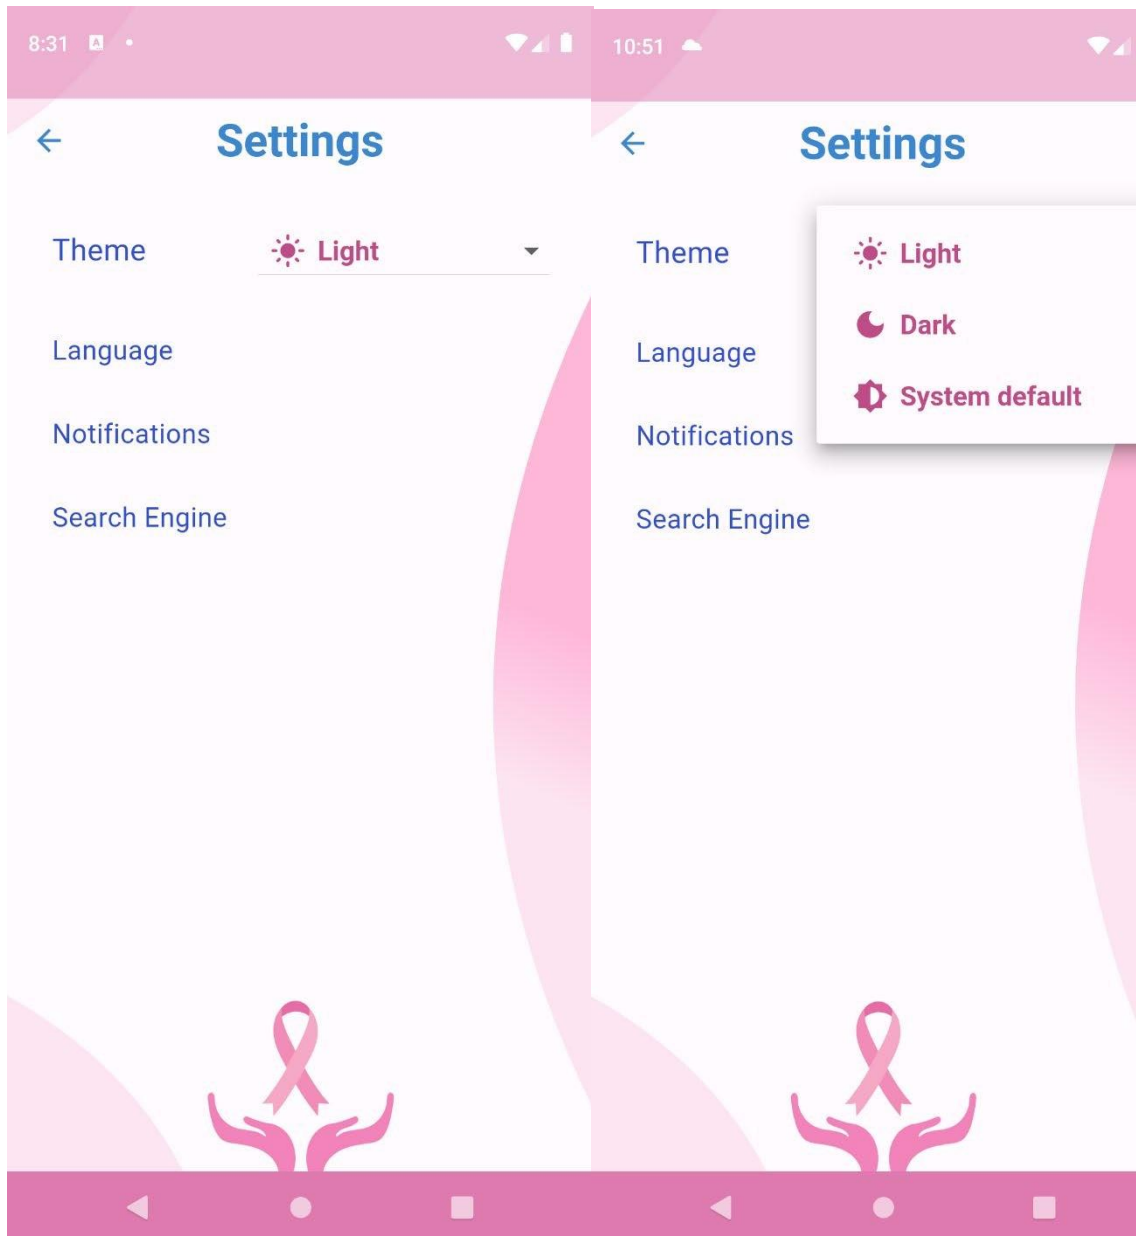 8:31 A
Settings
Theme Light
Language
Notifications
Search Engine
10:51
Settings
Theme
Light
Dark
Language
System default
Notifications
Search Engine